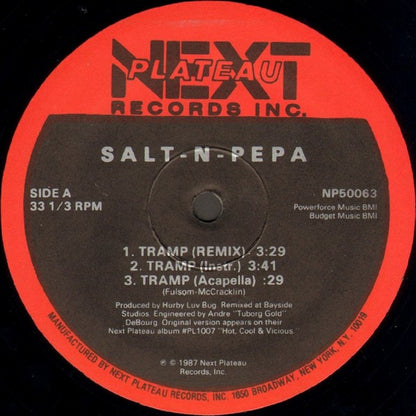 NEXT
PLATEAU
RECORDS INC.
SALT-N-PEPA
SIDE A
33 1/3 RPM
NP50063
Powerforce Music BMI
Budget Music BMI
1. TRAMP (REMIX) 3:29
2. TRAMP (Instr.) 3:41
3. TRAMP (Acapella) :29
(Fulsom-McCracklin)
Produced by Hurby Luv Bug. Remixed at Bayside
Studios. Engineered by Andre "Tuborg Gold"
DeBourg. Original version appears on their
Next Plateau album #PL1007 "Hot, Cool & Vicious."
℗ © 1987 Next Plateau
Records, Inc.
MANUFACTURED BY NEXT PLATEAU RECORDS, INC. 1650 BROADWAY, NEW YORK, N.Y. 10019